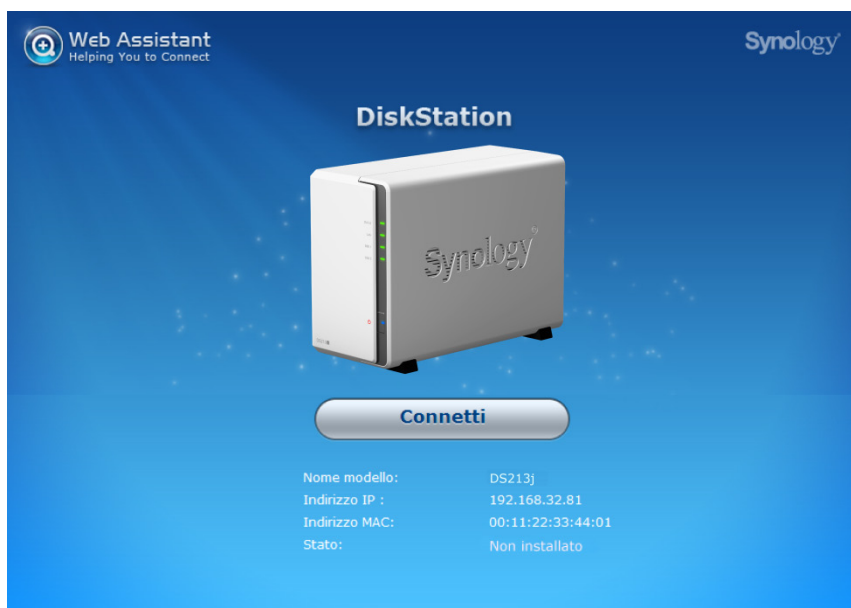 Web Assistant
Helping You to Connect
Synology
DiskStation
Synology
Connetti
Nome modello: DS213j
Indirizzo IP : 192.168.32.81
Indirizzo MAC: 00:11:22:33:44:01
Stato: Non installato